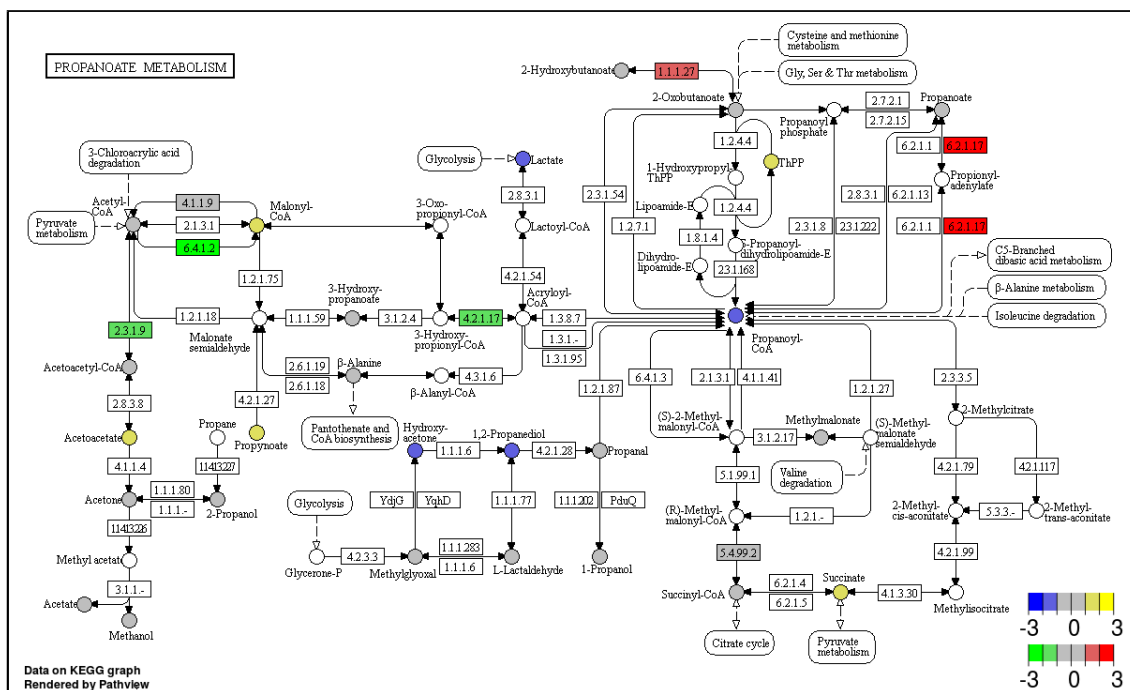 PROPANOATE METABOLISM
Cysteine and methionine
metabolism
2-Hydroxybutanoate
1.1.1.27
Gly, Ser & Thr metabolism
2-Oxobutanoate
Propanoyl
phosphate
2.7.2.1
2.7.2.15
Propanoate
1.2.4.4
ThPP
6.2.1.1
6.2.1.17
3-Chloroacrylic acid
degradation
Glycolysis
Lactate
1-Hydroxypropyl-
ThPP
Propionyl-
adenylate
2.3.1.54
2.8.3.1
6.2.1.13
Acetyl-
CoA
4.1.1.9
Malonyl-
CoA
3-Oxo-
propionyl-CoA
2.8.3.1
Lipoamide-E
1.2.4.4
Pyruvate
metabolism
2.1.3.1
Lactoyl-CoA
1.2.7.1
1.8.1.4
2.3.1.8
2.3.1.222
6.2.1.1
6.2.1.17
6.4.1.2
S-Propanoyl-
dihydrolipoamide-E
Dihydro-
lipoamide-E
2.3.1.168
C5-Branched
dibasic acid metabolism
1.2.1.75
4.2.1.54
β-Alanine metabolism
3-Hydroxy-
propanoate
Acryloyl-
CoA
Isoleucine degradation
2.3.1.9
1.2.1.18
Malonate
semialdehyde
1.1.1.59
3.1.2.4
3-Hydroxy-
propionyl-CoA
4.2.1.17
1.3.8.7
1.3.1.-
1.3.1.95
Propanoyl-
CoA
Acetoacetyl-CoA
2.6.1.19
2.6.1.18
β-Alanine
β-Alanyl-CoA
4.3.1.6
1.2.1.87
6.4.1.3
2.1.3.1
4.1.1.41
1.2.1.27
2.3.3.5
2.8.3.8
4.2.1.27
Pantothenate and
CoA biosynthesis
Acetoacetate
Propane
Propynoate
Hydroxy-
acetone
1,2-Propanediol
(S)-2-Methyl-
malonyl-CoA
Methylmalonate
(S)-Methyl-
malonate
semialdehyde
2-Methylcitrate
1.1.1.6
4.2.1.28
Propanal
3.1.2.17
4.1.1.4
1.14.13.227
Valine
degradation
5.1.99.1
4.2.1.79
4.2.1.117
Acetone
1.1.1.80
1.1.1.-
2-Propanol
Glycolysis
YdjG
YqhD
1.1.1.77
1.1.1.202
PduQ
(R)-Methyl-
malonyl-CoA
1.2.1.-
2-Methyl-
cis-aconitate
5.3.3.-
2-Methyl-
trans-aconitate
1.14.13.226
Methyl acetate
Glycerone-P
4.2.3.3
Methylglyoxal
1.1.1.283
1.1.1.6
L-Lactaldehyde
1-Propanol
5.4.99.2
4.2.1.99
3.1.1.-
Acetate
Methanol
Succinyl-CoA
6.2.1.4
6.2.1.5
Succinate
4.1.3.30
Methylisocitrate
Citrate cycle
Pyruvate
metabolism
-3 0 3
-3 0 3
Data on KEGG graph
Rendered by Pathview